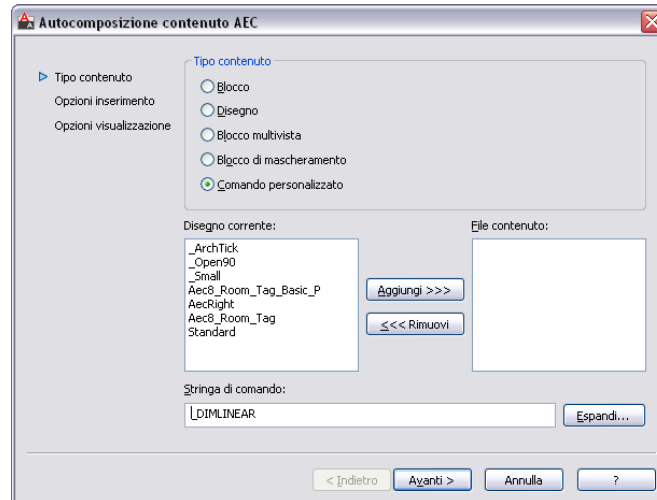 Autocomposizione contenuto AEC
Tipo contenuto
Opzioni inserimento
Opzioni visualizzazione
Tipo contenuto
Blocco
Disegno
Blocco multivista
Blocco di mascheramento
Comando personalizzato
Disegno corrente:
File contenuto:
_ArchTick
_Open90
_Small
Aec8_Room_Tag_Basic_P
AecRight
Aec8_Room_Tag
Standard
Aggiungi >>>
<<< Rimuovi
Stringa di comando:
_DIMLINEAR
Espandi...
< Indietro
Avanti >
Annulla
?